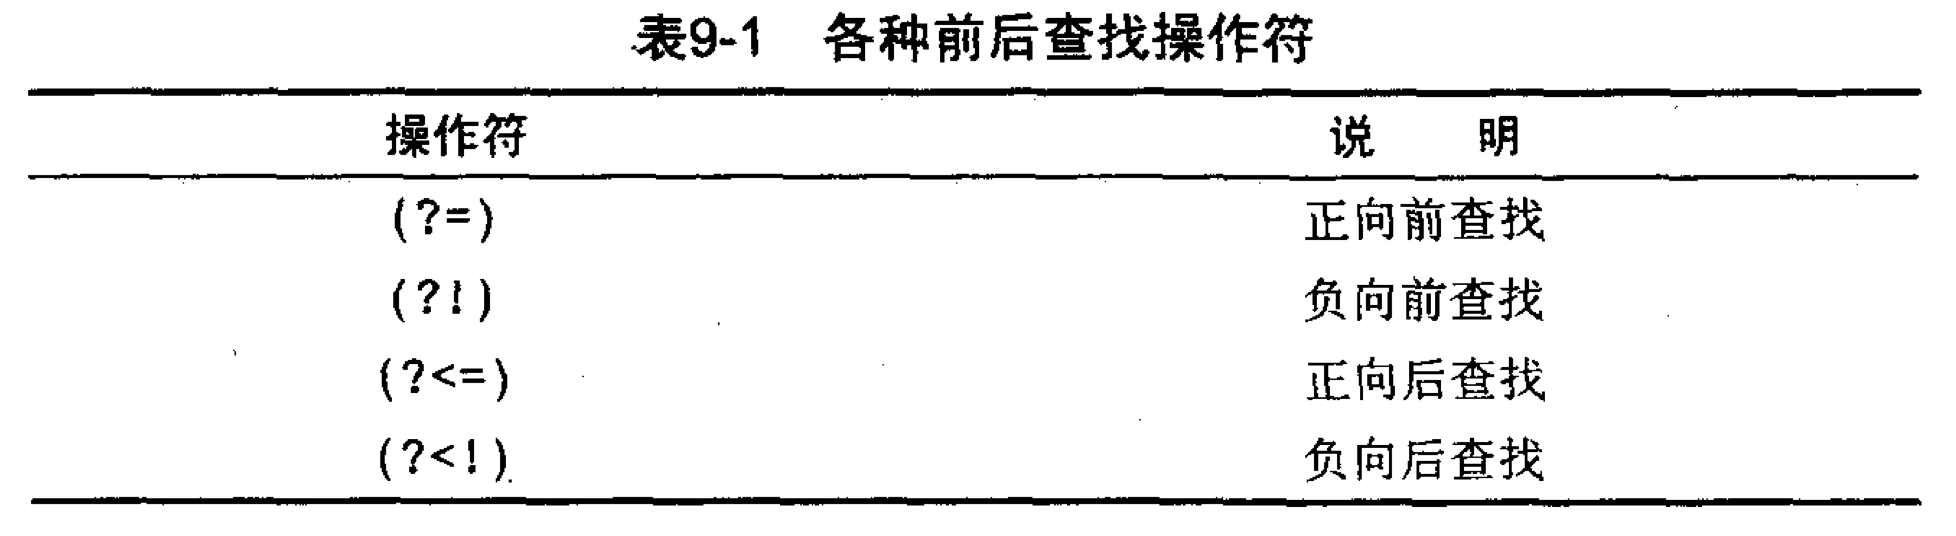 表9-1 各种前后查找操作符
操作符 说 明
(?=) 正向前查找
(?!) 负向前查找
(?<=) 正向后查找
(?<!) 负向后查找